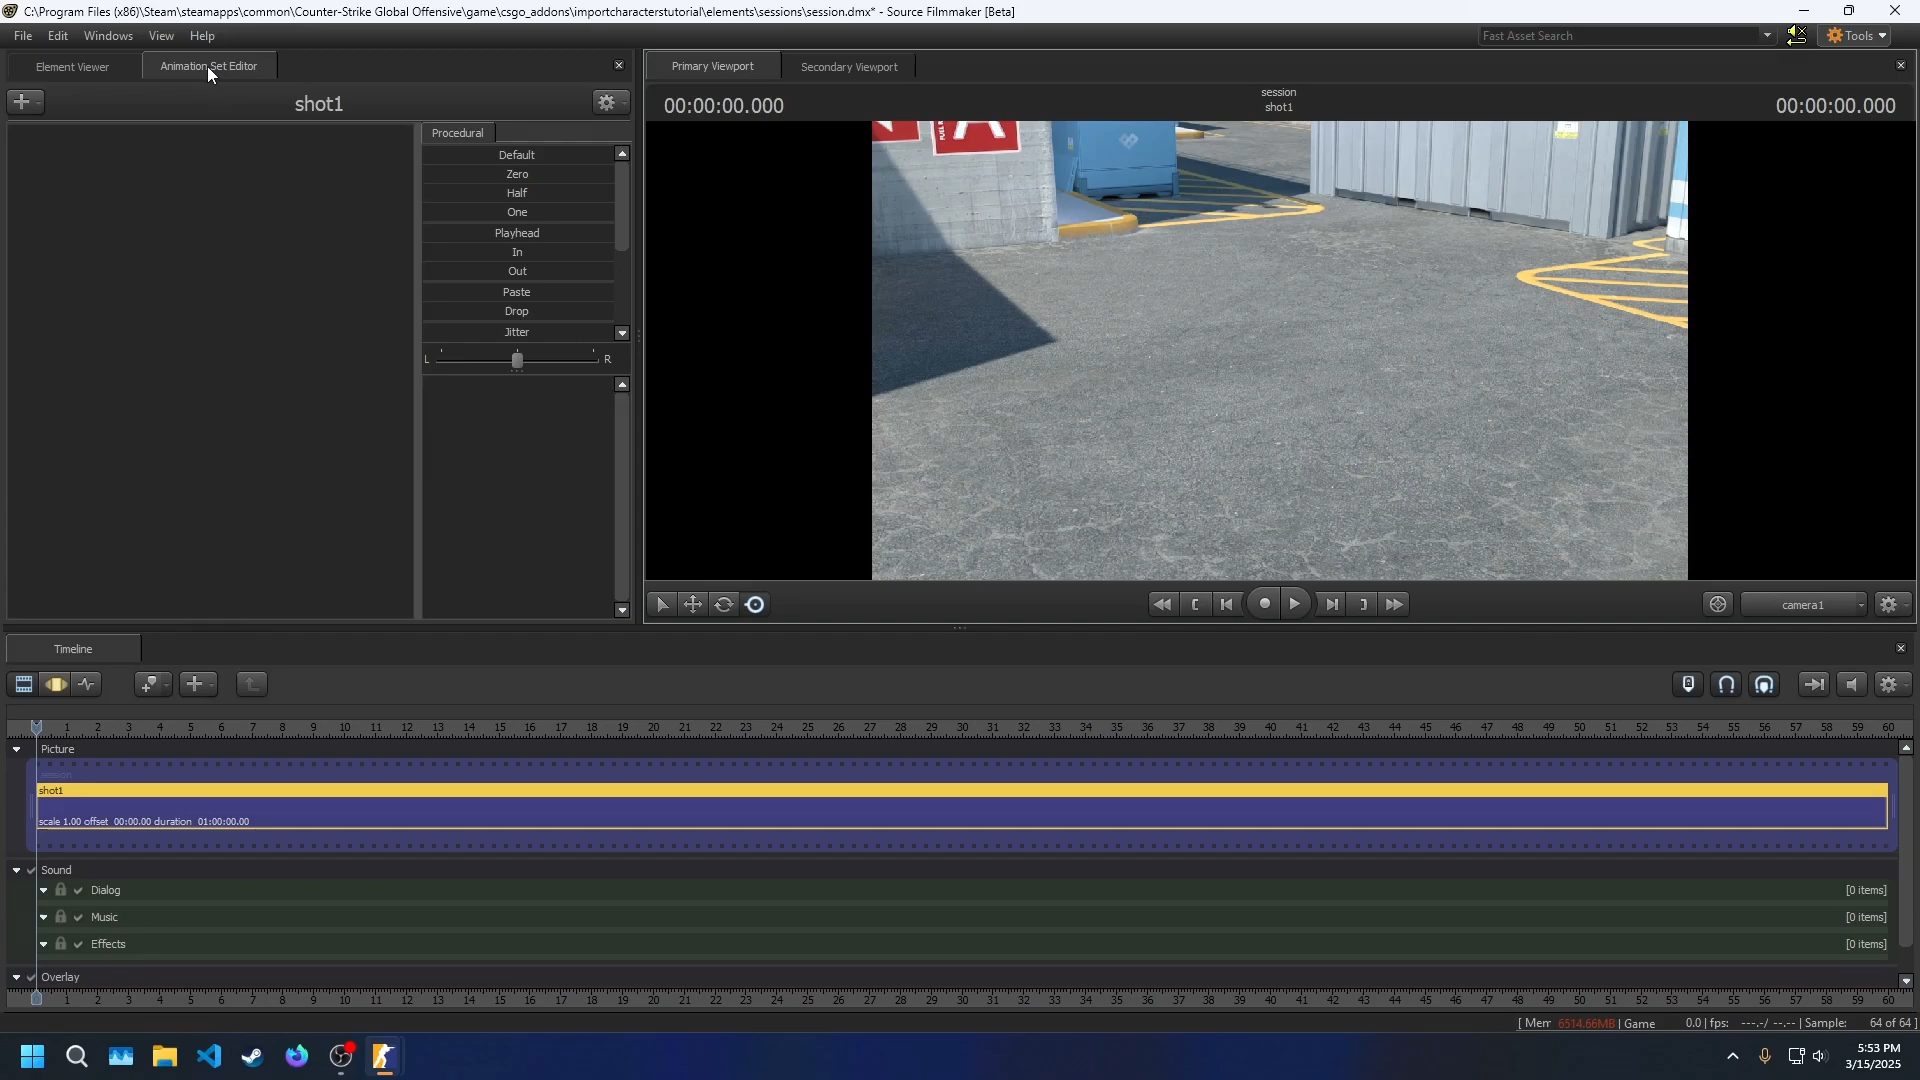 C:\Program Files (x86)\Steam\steamapps\common\Counter-Strike Global Offensive\game\csgo_addons\importcharacterstutorial\elements\sessions\session.dmx* - Source Filmmaker [Beta]
File Edit Windows View Help
Fast Asset Search
Tools
Element Viewer
Animation Set Editor
Primary Viewport
Secondary Viewport
shot1
00:00:00.000
session
shot1
00:00:00.000
Procedural
Default
Zero
Half
One
Playhead
In
Out
Paste
Drop
Jitter
L
R
camera1
Timeline
1 2 3 4 5 6 7 8 9 10 11 12 13 14 15 16 17 18 19 20 21 22 23 24 25 26 27 28 29 30 31 32 33 34 35 36 37 38 39 40 41 42 43 44 45 46 47 48 49 50 51 52 53 54 55 56 57 58 59 60
Picture
session
shot1
scale 1.00 offset 00:00.00 duration 01:00:00.00
Sound
Dialog [0 items]
Music [0 items]
Effects [0 items]
Overlay
1 2 3 4 5 6 7 8 9 10 11 12 13 14 15 16 17 18 19 20 21 22 23 24 25 26 27 28 29 30 31 32 33 34 35 36 37 38 39 40 41 42 43 44 45 46 47 48 49 50 51 52 53 54 55 56 57 58 59 60
[ Mem 6514.66MB | Game 0.0 | fps: ---.-/ --.-- | Sample: 64 of 64 ]
5:53 PM
3/15/2025